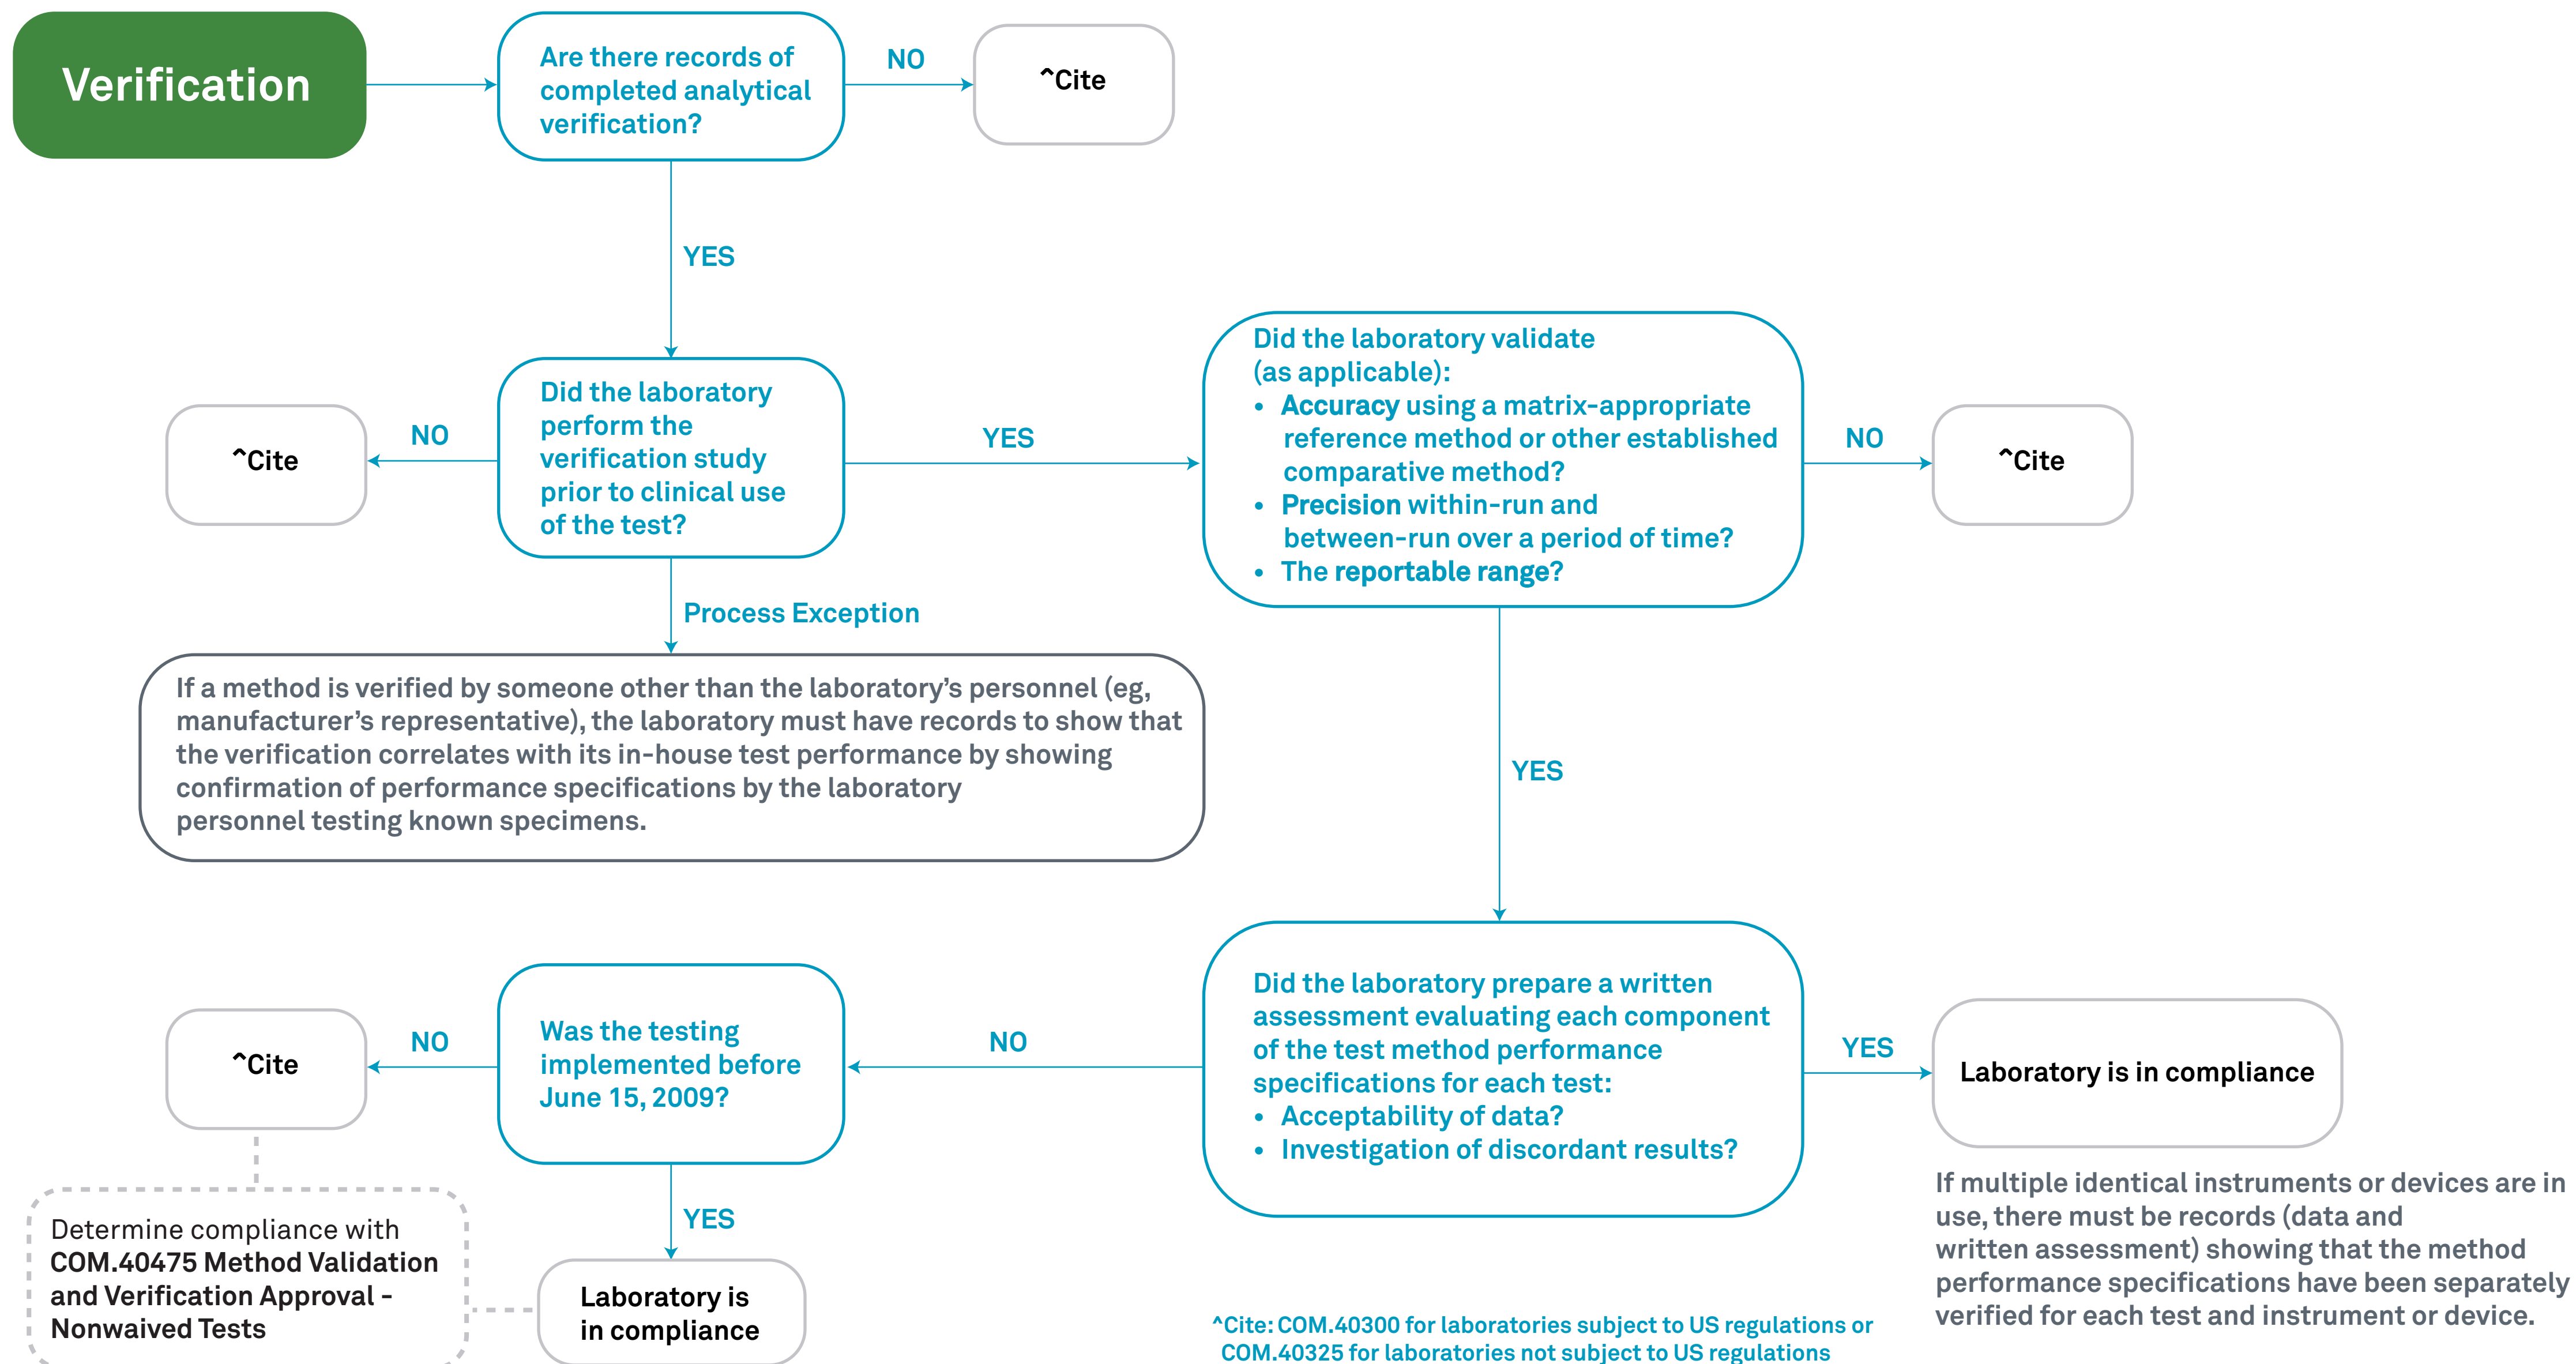 Verification
Are there records of
completed analytical
verification?
NO
^Cite
YES
Did the laboratory
perform the
verification study
prior to clinical use
of the test?
NO
^Cite
YES
Did the laboratory validate
(as applicable):
• Accuracy using a matrix-appropriate
reference method or other established
comparative method?
• Precision within-run and
between-run over a period of time?
• The reportable range?
NO
^Cite
Process Exception
If a method is verified by someone other than the laboratory's personnel (eg,
manufacturer's representative), the laboratory must have records to show that
the verification correlates with its in-house test performance by showing
confirmation of performance specifications by the laboratory
personnel testing known specimens.
YES
Did the laboratory prepare a written
assessment evaluating each component
of the test method performance
specifications for each test:
• Acceptability of data?
• Investigation of discordant results?
YES
Laboratory is in compliance
If multiple identical instruments or devices are in
use, there must be records (data and
written assessment) showing that the method
performance specifications have been separately
verified for each test and instrument or device.
NO
Was the testing
implemented before
June 15, 2009?
NO
^Cite
YES
Laboratory is
in compliance
Determine compliance with
COM.40475 Method Validation
and Verification Approval -
Nonwaived Tests
^Cite: COM.40300 for laboratories subject to US regulations or
COM.40325 for laboratories not subject to US regulations